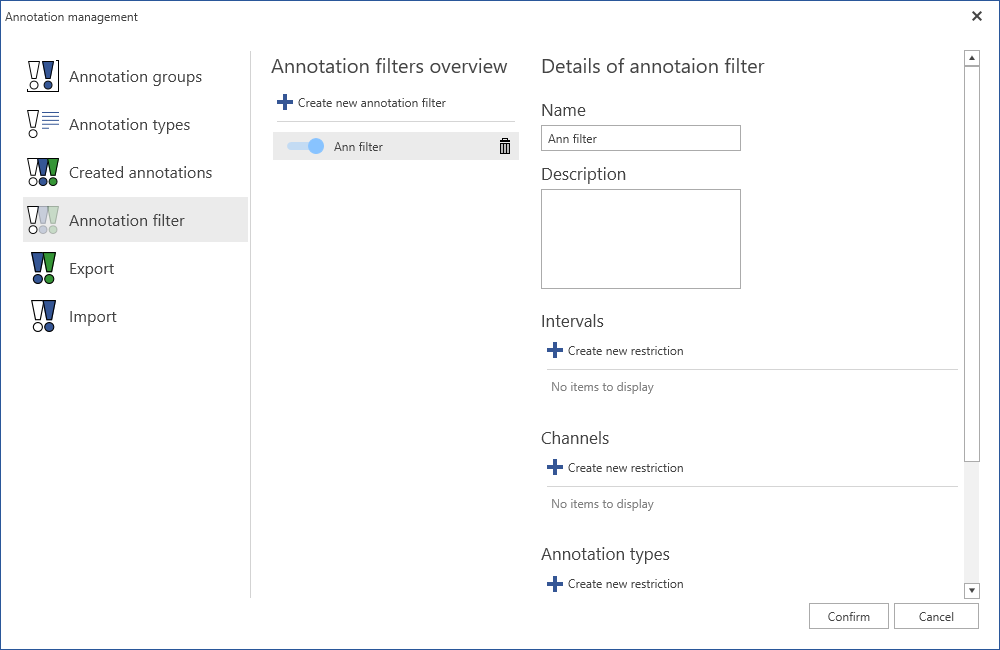 Annotation management
Annotation groups
Annotation types
Created annotations
Annotation filter
Export
Import
Annotation filters overview
Create new annotation filter
Ann filter
Details of annotaion filter
Name
Ann filter
Description
Intervals
Create new restriction
No items to display
Channels
Create new restriction
No items to display
Annotation types
Create new restriction
Confirm
Cancel